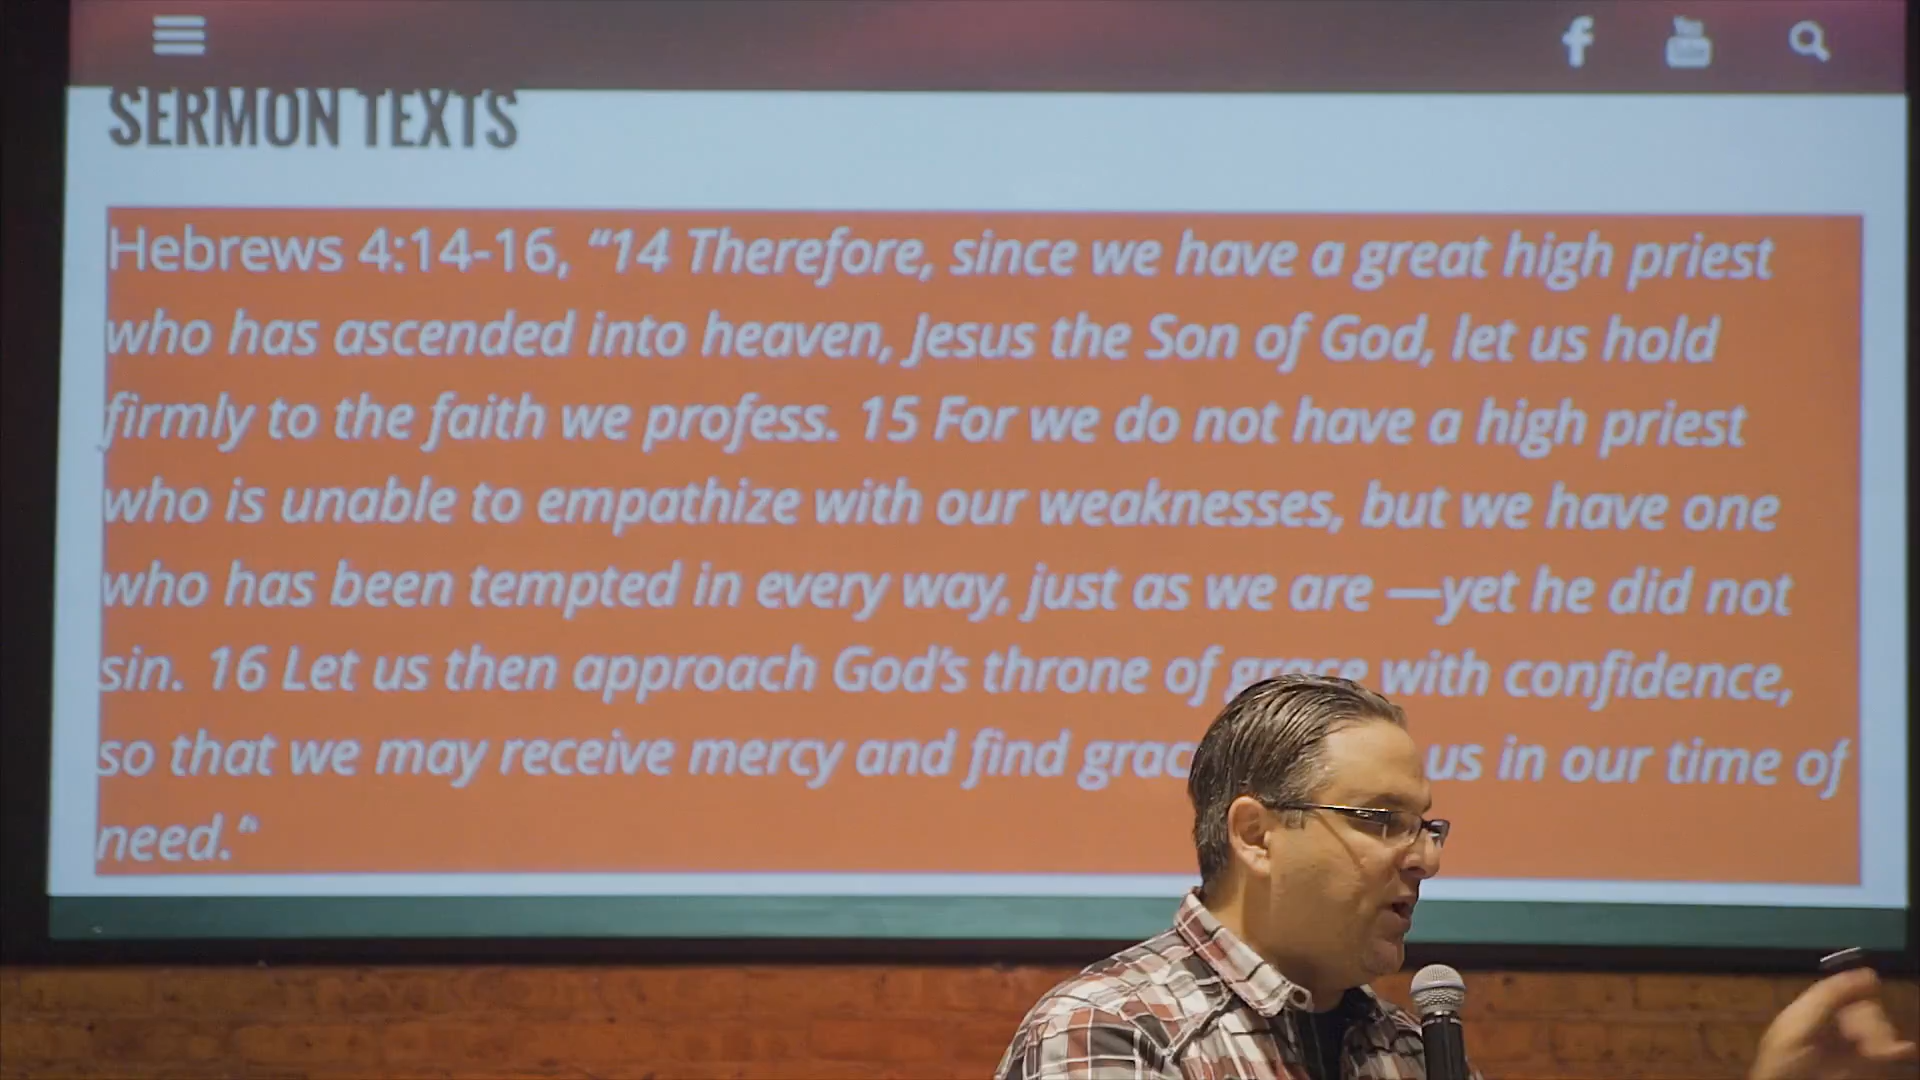 You Tube
SERMON TEXTS
Hebrews 4:14-16, “14 Therefore, since we have a great high priest
who has ascended into heaven, Jesus the Son of God, let us hold
firmly to the faith we profess. 15 For we do not have a high priest
who is unable to empathize with our weaknesses, but we have one
who has been tempted in every way, just as we are —yet he did not
sin. 16 Let us then approach God’s throne of grace with confidence,
so that we may receive mercy and find grac us in our time of
need.”